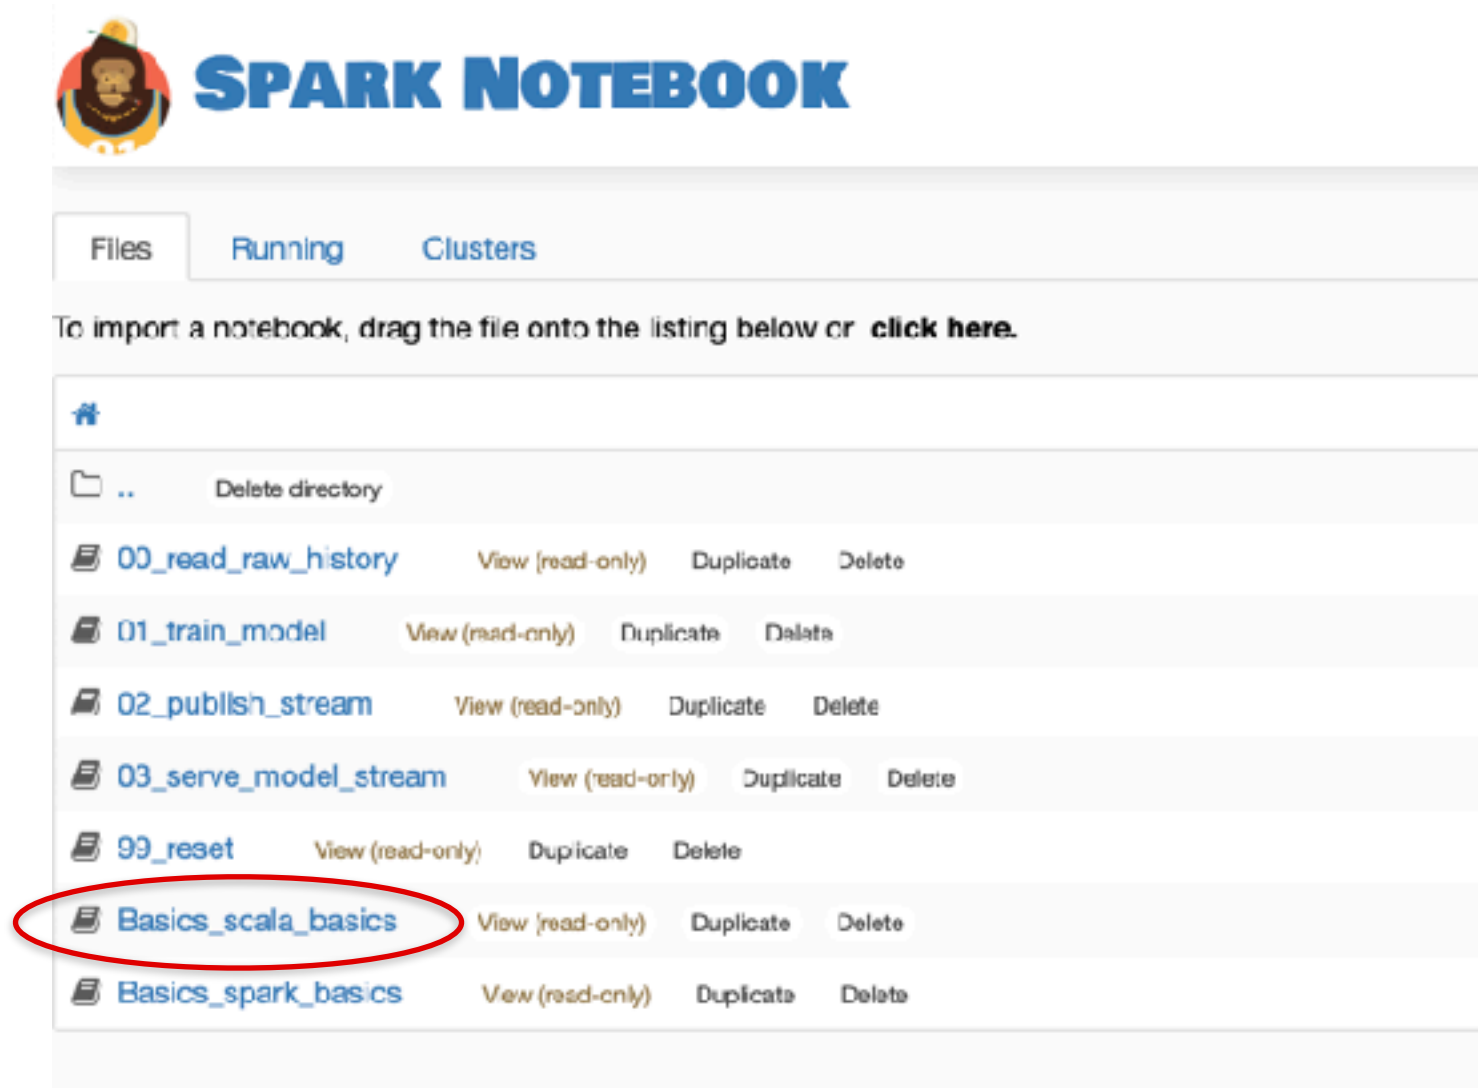 SPARK NOTEBOOK
Files Running Clusters
To import a notebook, drag the file onto the listing below or click here.
.. Delete directory
00_read_raw_history View (read-only) Duplicate Delete
01_train_model View (read-only) Duplicate Delete
02_publish_stream View (read-only) Duplicate Delete
03_serve_model_stream View (read-only) Duplicate Delete
99_reset View (read-only) Duplicate Delete
Basics_scala_basics View (read-only) Duplicate Delete
Basics_spark_basics View (read-only) Duplicate Delete